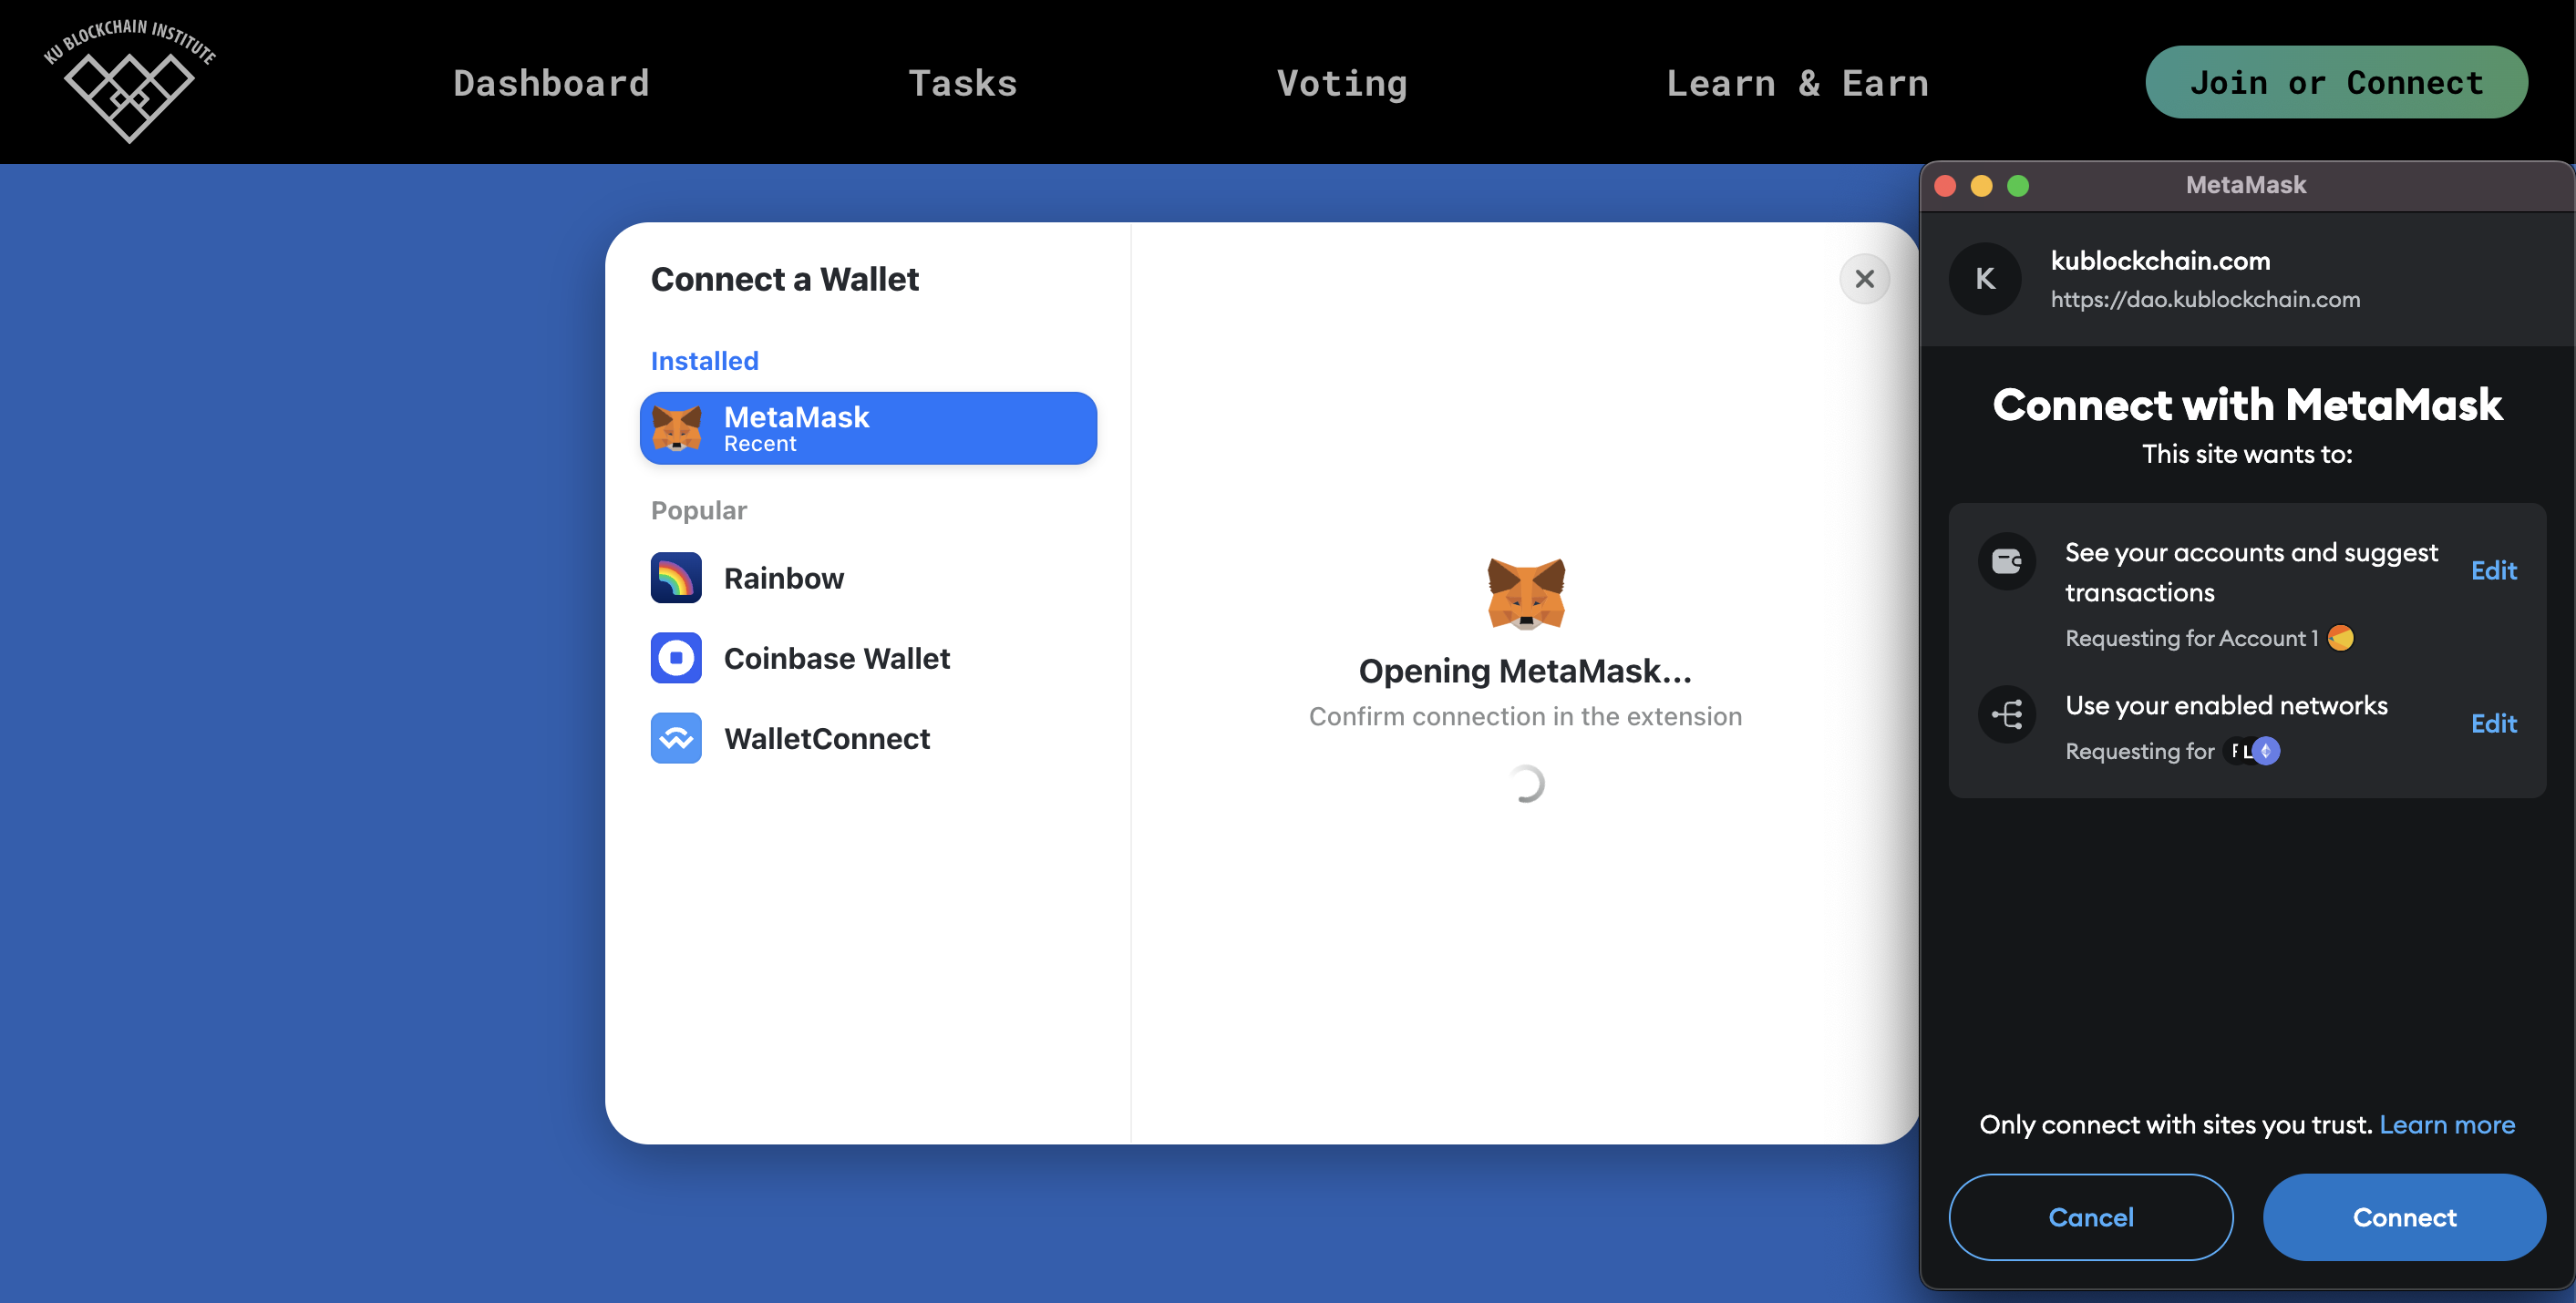 KU BLOCKCHAIN INSTITUTE
Dashboard
Tasks
Voting
Learn & Earn
Join or Connect
Connect a Wallet
Installed
MetaMask
Recent
Popular
Rainbow
Coinbase Wallet
WalletConnect
Opening MetaMask...
Confirm connection in the extension
MetaMask
K
kublockchain.com
https://dao.kublockchain.com
Connect with MetaMask
This site wants to:
See your accounts and suggest
transactions
Edit
Requesting for Account 1
Use your enabled networks
Edit
Requesting for
L
Only connect with sites you trust. Learn more
Cancel
Connect